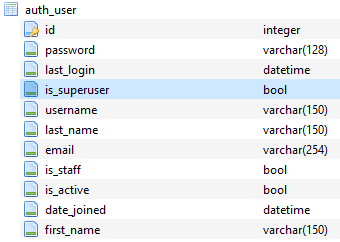 auth_user
id integer
password varchar(128)
last_login datetime
is_superuser bool
username varchar(150)
last_name varchar(150)
email varchar(254)
is_staff bool
is_active bool
date_joined datetime
first_name varchar(150)